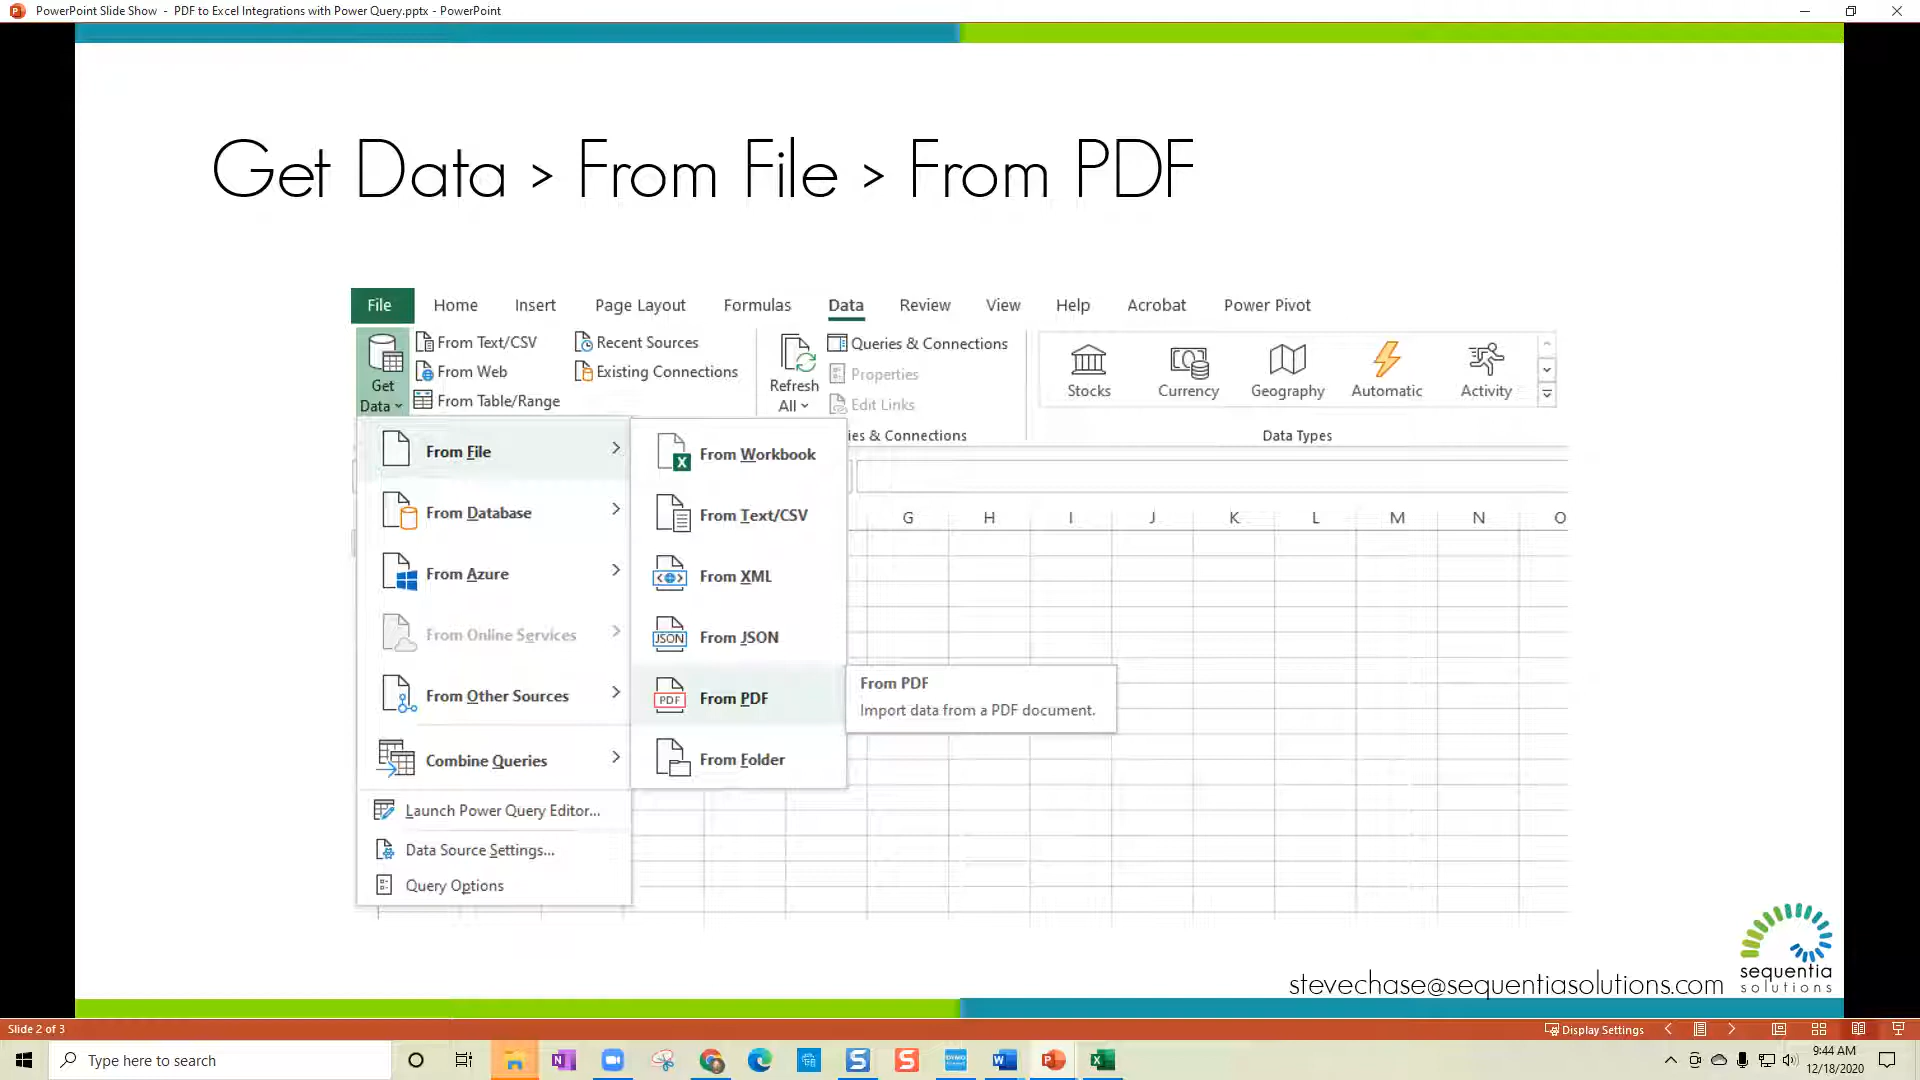 PowerPoint Slide Show - PDF to Excel Integrations with Power Query.pptx - PowerPoint
Get Data > From File > From PDF
File Home Insert Page Layout Formulas Data Review View Help Acrobat Power Pivot
Get Data
From Text/CSV
From Web
From Table/Range
Recent Sources
Existing Connections
Refresh All
Queries & Connections
Properties
Edit Links
ies & Connections
Stocks
Currency
Geography
Automatic
Activity
Data Types
From File
From Database
From Azure
From Online Services
From Other Sources
Combine Queries
Launch Power Query Editor...
Data Source Settings...
Query Options
From Workbook
From Text/CSV
From XML
JSON
From JSON
PDF
From PDF
From Folder
From PDF
Import data from a PDF document.
G H I J K L M N O
stevechase@sequentiasolutions.com
sequentia
solutions
Slide 2 of 3
Display Settings
Type here to search
DYMO
9:44 AM
12/18/2020